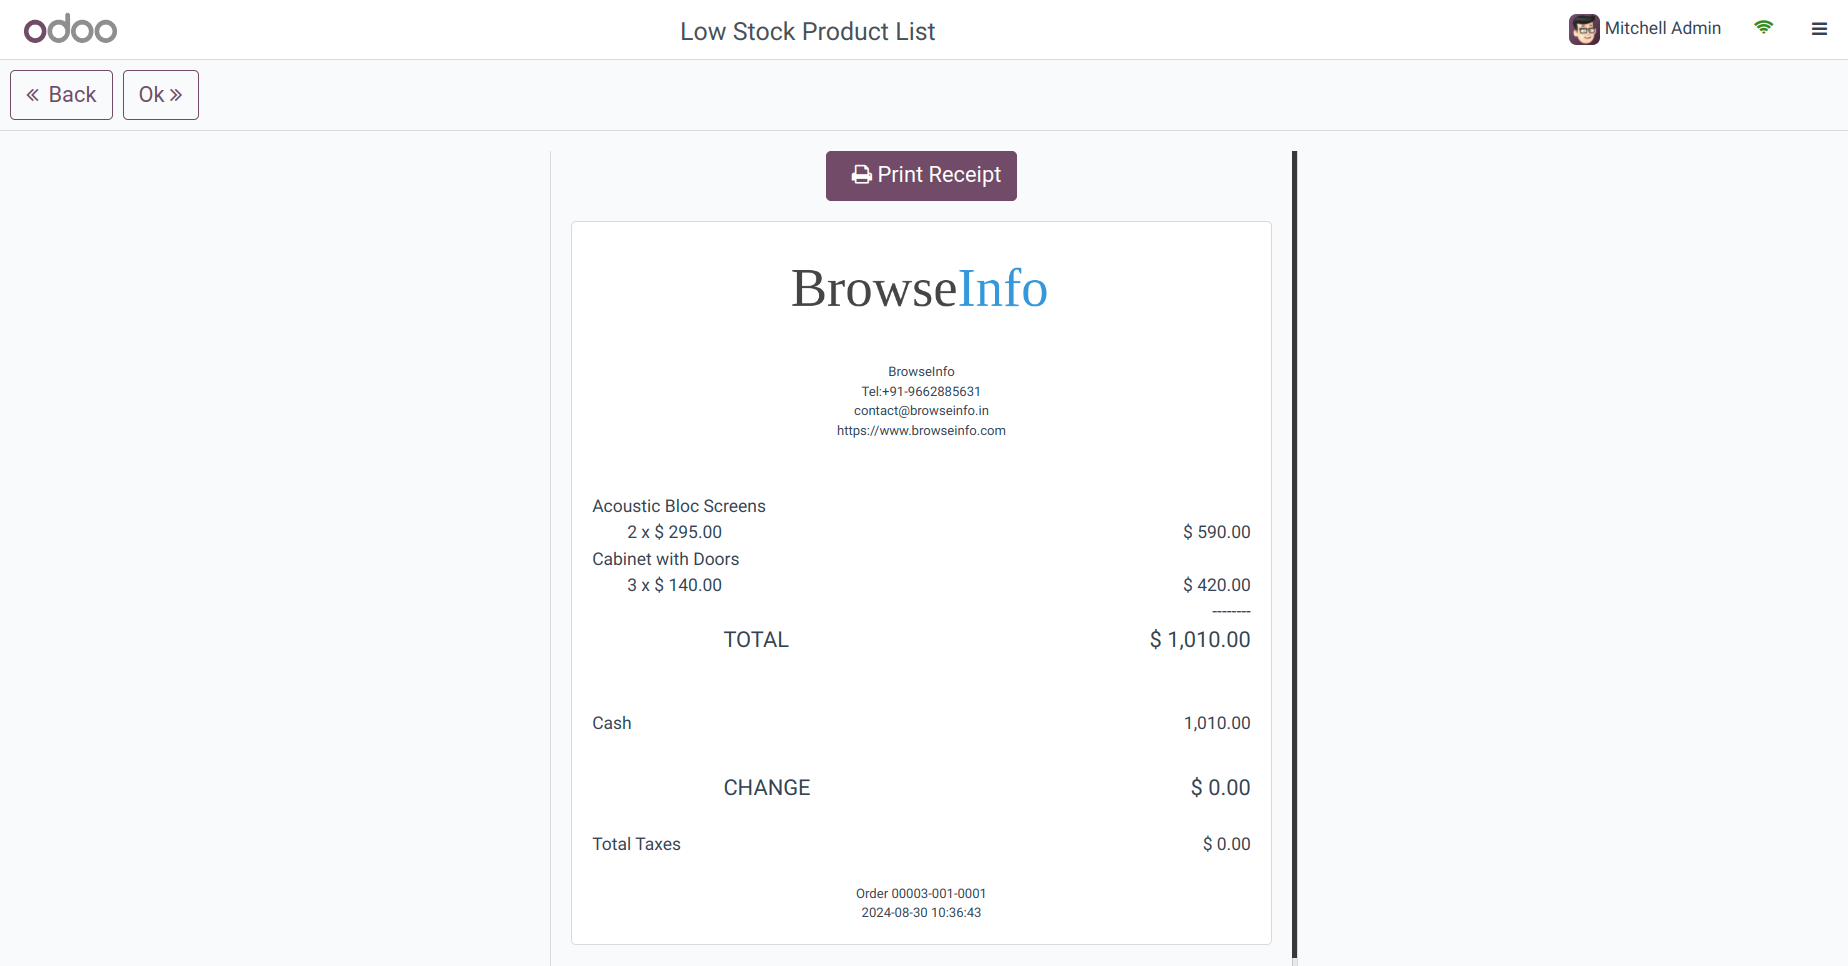 odoo
Low Stock Product List
Mitchell Admin
« Back
Ok »
Print Receipt
BrowseInfo
BrowseInfo
Tel:+91-9662885631
contact@browseinfo.in
https://www.browseinfo.com
Acoustic Bloc Screens
2 x $ 295.00 $ 590.00
Cabinet with Doors
3 x $ 140.00 $ 420.00
--------
TOTAL $ 1,010.00
Cash 1,010.00
CHANGE $ 0.00
Total Taxes $ 0.00
Order 00003-001-0001
2024-08-30 10:36:43